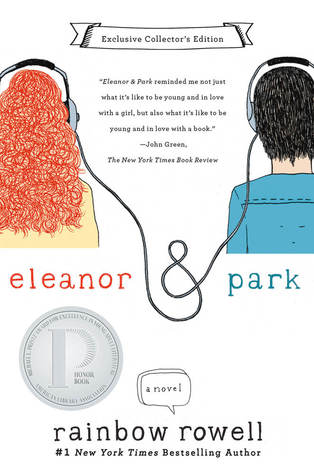 Exclusive Collector's Edition
"Eleanor & Park reminded me not just
what it's like to be young and in love
with a girl, but also what it's like to be
young and in love with a book."
—John Green,
The New York Times Book Review
eleanor & park
P
HONOR
BOOK
a novel
rainbow rowell
#1 New York Times Bestselling Author